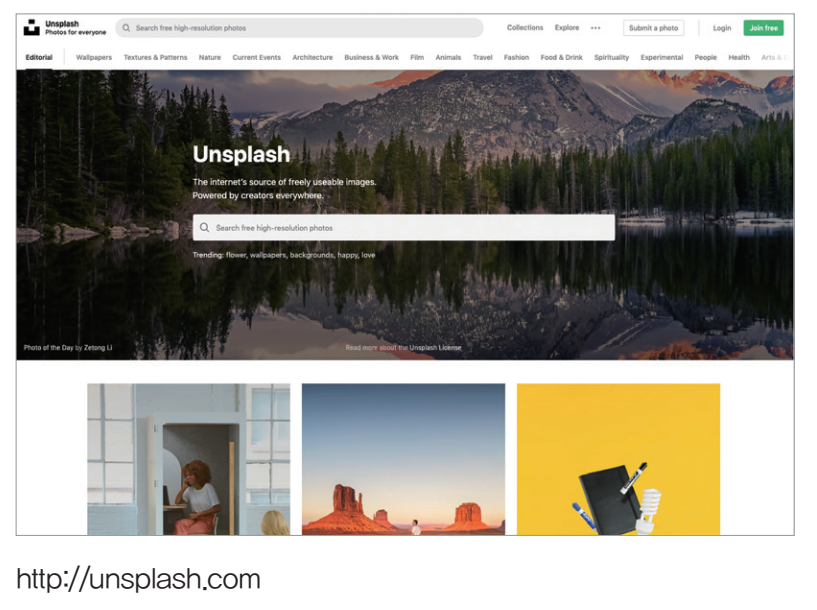 Unsplash
Photos for everyone
Search free high-resolution photos
Collections Explore ••• Submit a photo Login Join free
Editorial Wallpapers Textures & Patterns Nature Current Events Architecture Business & Work Film Animals Travel Fashion Food & Drink Spirituality Experimental People Health Arts &
Unsplash
The internet's source of freely useable images.
Powered by creators everywhere.
Search free high-resolution photos
Trending: flower, wallpapers, backgrounds, happy, love
Photo of the Day by Zetong Li
Read more about the Unsplash License
http://unsplash.com